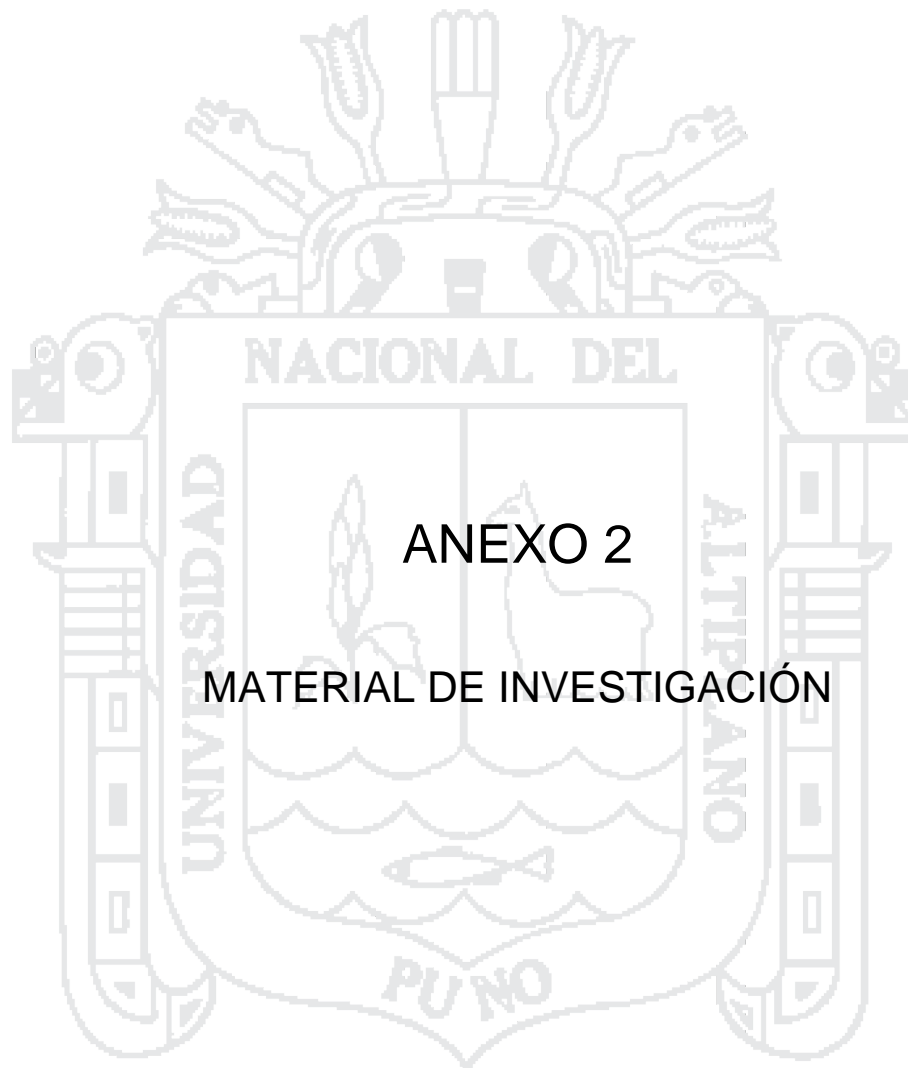 NACIONAL DEL
UNIVERSIDAD
ALTIPLANO
ANEXO 2
MATERIAL DE INVESTIGACIÓN
PUNO